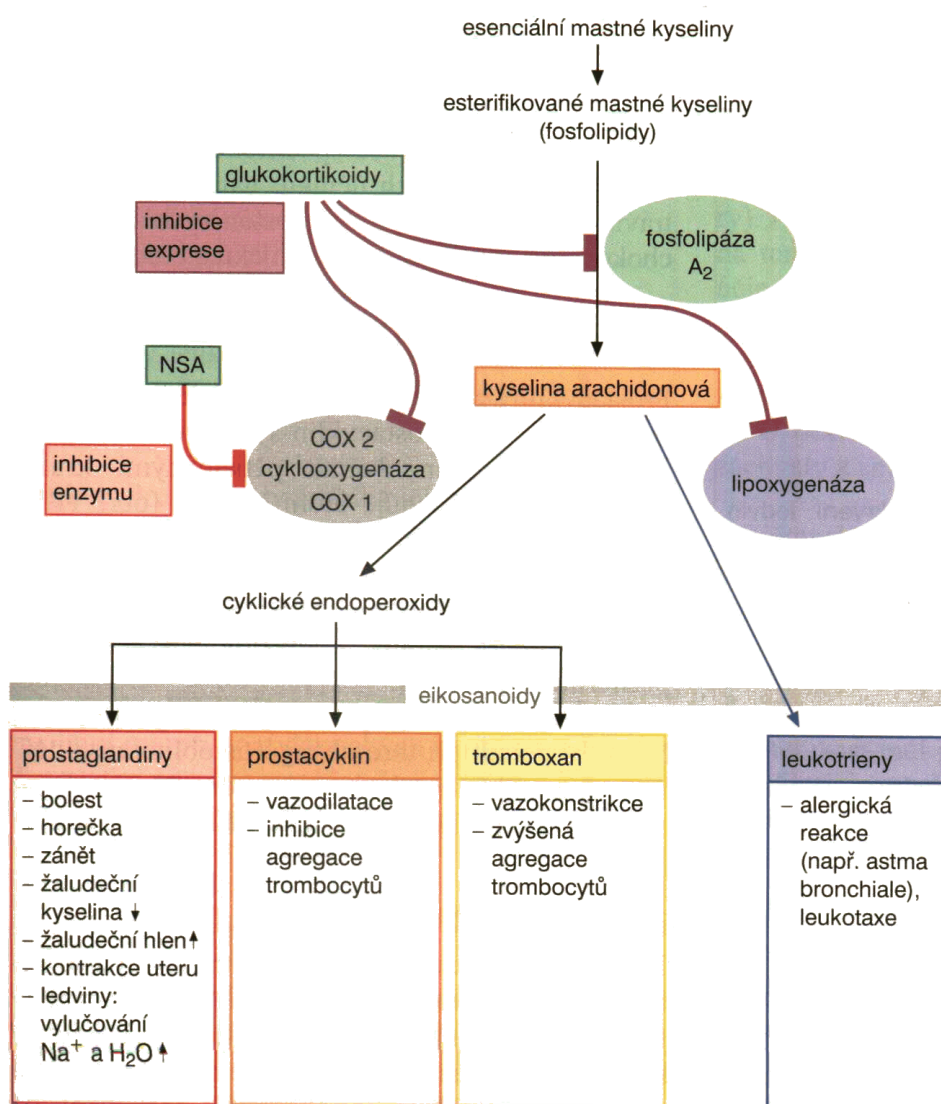 esenciální mastné kyseliny
esterifikované mastné kyseliny
(fosfolipidy)
glukokortikoidy
inhibice
exprese
fosfolipáza
A₂
NSA
kyselina arachidonová
inhibice
enzymu
COX 2
cyklooxygenáza
COX 1
lipoxygenáza
cyklické endoperoxidy
eikosanoidy
prostaglandiny
– bolest
– horečka
– zánět
– žaludeční
kyselina ↓
– žaludeční hlen ↑
– kontrakce uteru
– ledviny:
vylučování
Na⁺ a H₂O ↑
prostacyklin
– vazodilatace
– inhibice
agregace
trombocytů
tromboxan
– vazokonstrikce
– zvýšená
agregace
trombocytů
leukotrieny
– alergická
reakce
(např. astma
bronchiale),
leukotaxe